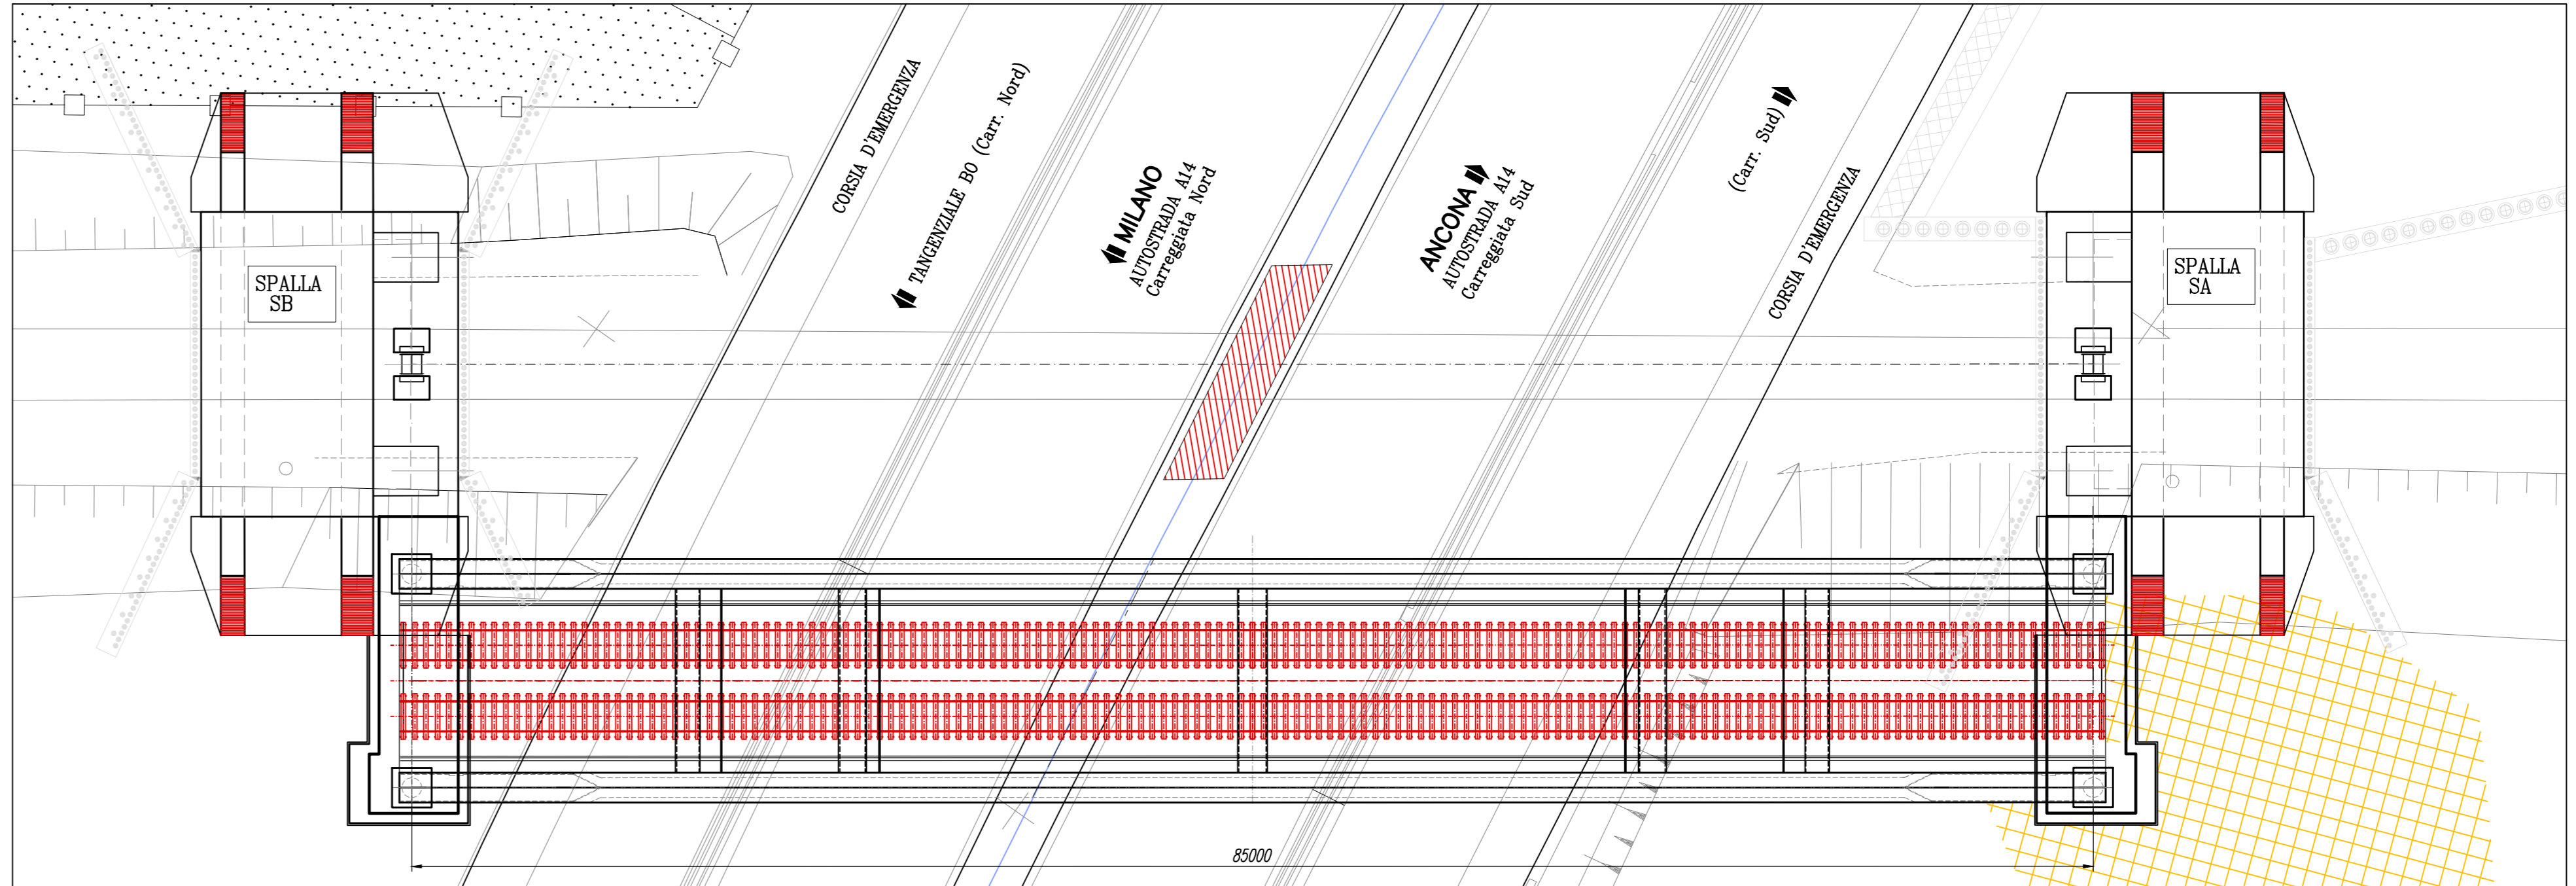 CORSIA D'EMERGENZA
TANGENZIALE BO (Carr. Nord)
MILANO
AUTOSTRADA A14
Carreggiata Nord
ANCONA
AUTOSTRADA A14
Carreggiata Sud
(Carr. Sud)
CORSIA D'EMERGENZA
SPALLA
SB
SPALLA
SA
85000